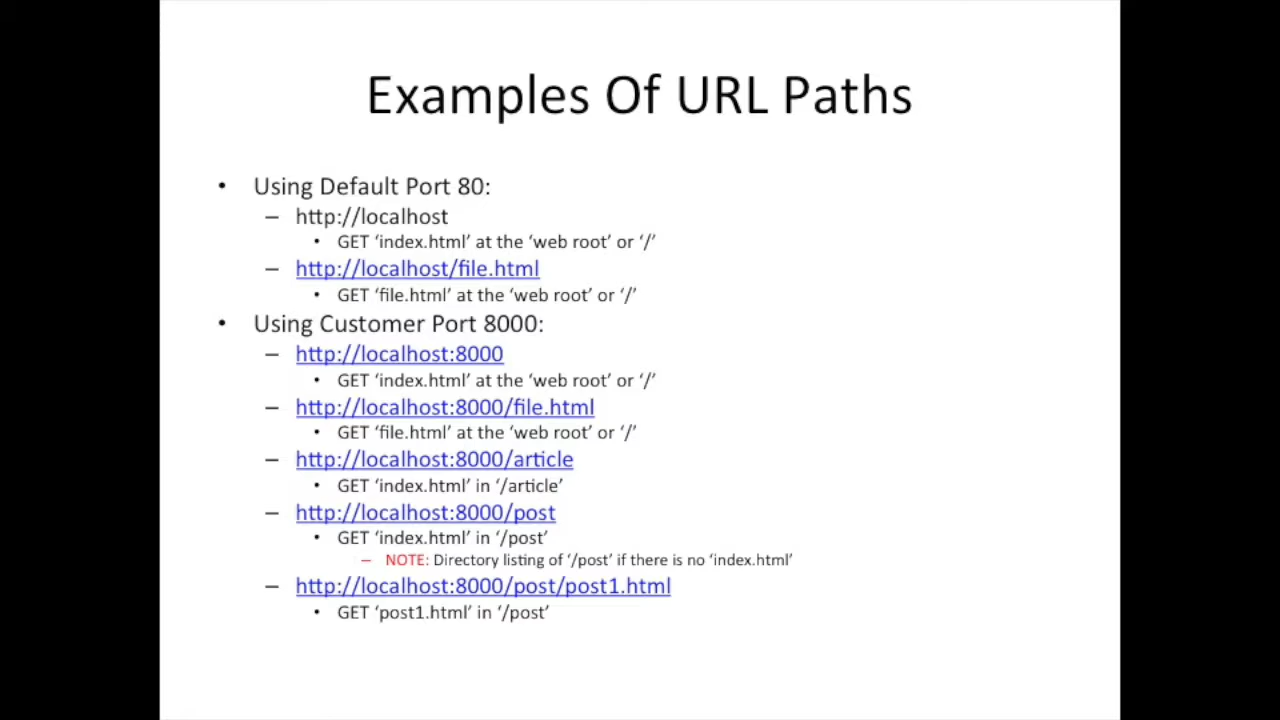 Examples Of URL Paths
• Using Default Port 80:
– http://localhost
• GET ‘index.html’ at the ‘web root’ or ‘/’
– http://localhost/file.html
• GET ‘file.html’ at the ‘web root’ or ‘/’
• Using Customer Port 8000:
– http://localhost:8000
• GET ‘index.html’ at the ‘web root’ or ‘/’
– http://localhost:8000/file.html
• GET ‘file.html’ at the ‘web root’ or ‘/’
– http://localhost:8000/article
• GET ‘index.html’ in ‘/article’
– http://localhost:8000/post
• GET ‘index.html’ in ‘/post’
– NOTE: Directory listing of ‘/post’ if there is no ‘index.html’
– http://localhost:8000/post/post1.html
• GET ‘post1.html’ in ‘/post’